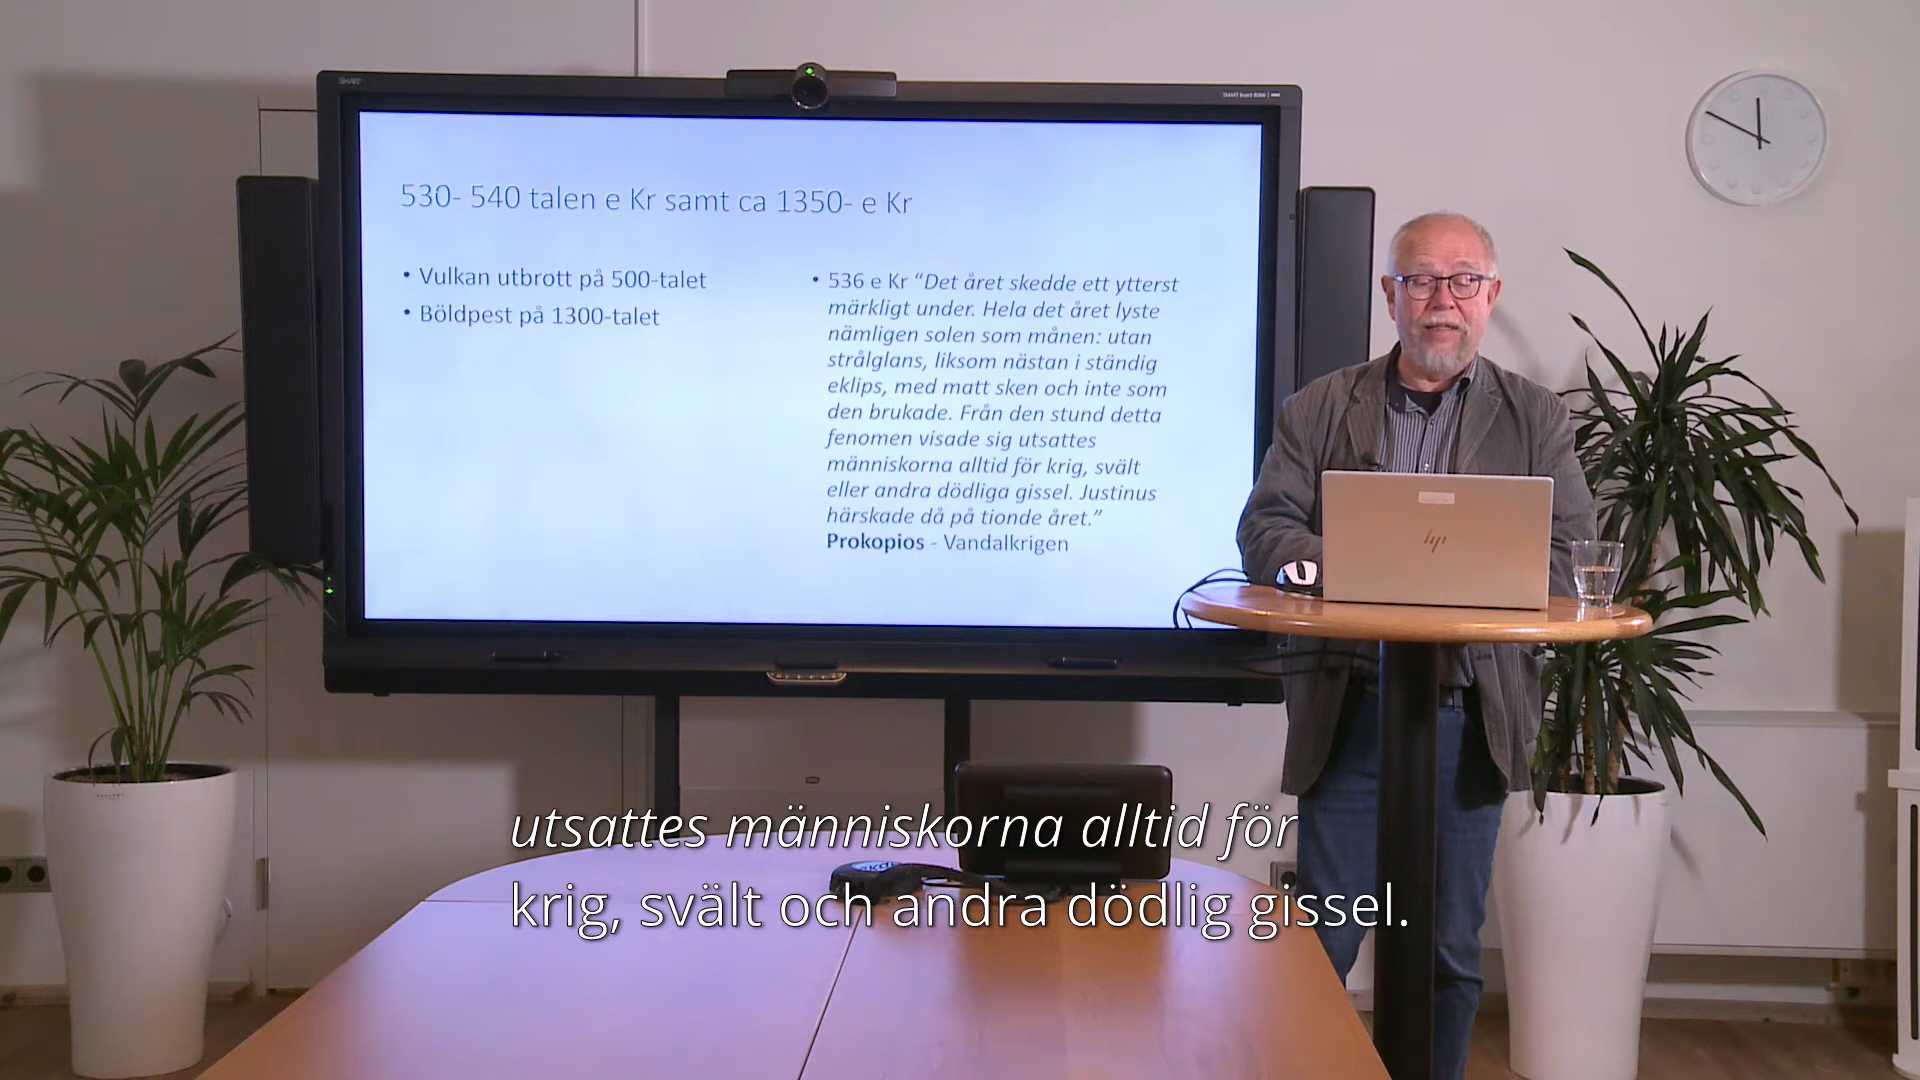 SMART
530- 540 talen e Kr samt ca 1350- e Kr
• Vulkan utbrott på 500-talet
• Böldpest på 1300-talet
• 536 e Kr “Det året skedde ett ytterst
märkligt under. Hela det året lyste
nämligen solen som månen: utan
strålglans, liksom nästan i ständig
eklips, med matt sken och inte som
den brukade. Från den stund detta
fenomen visade sig utsattes
människorna alltid för krig, svält
eller andra dödliga gissel. Justinus
härskade då på tionde året.”
Prokopios - Vandalkrigen
hp
utsattes människorna alltid för
krig, svält och andra dödlig gissel.